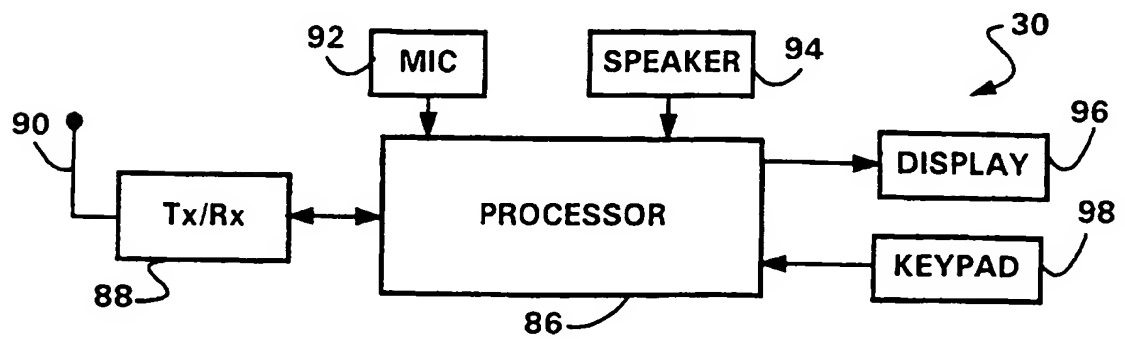 92
MIC
SPEAKER
94
30
90
96
DISPLAY
Tx/Rx
PROCESSOR
98
KEYPAD
88
86